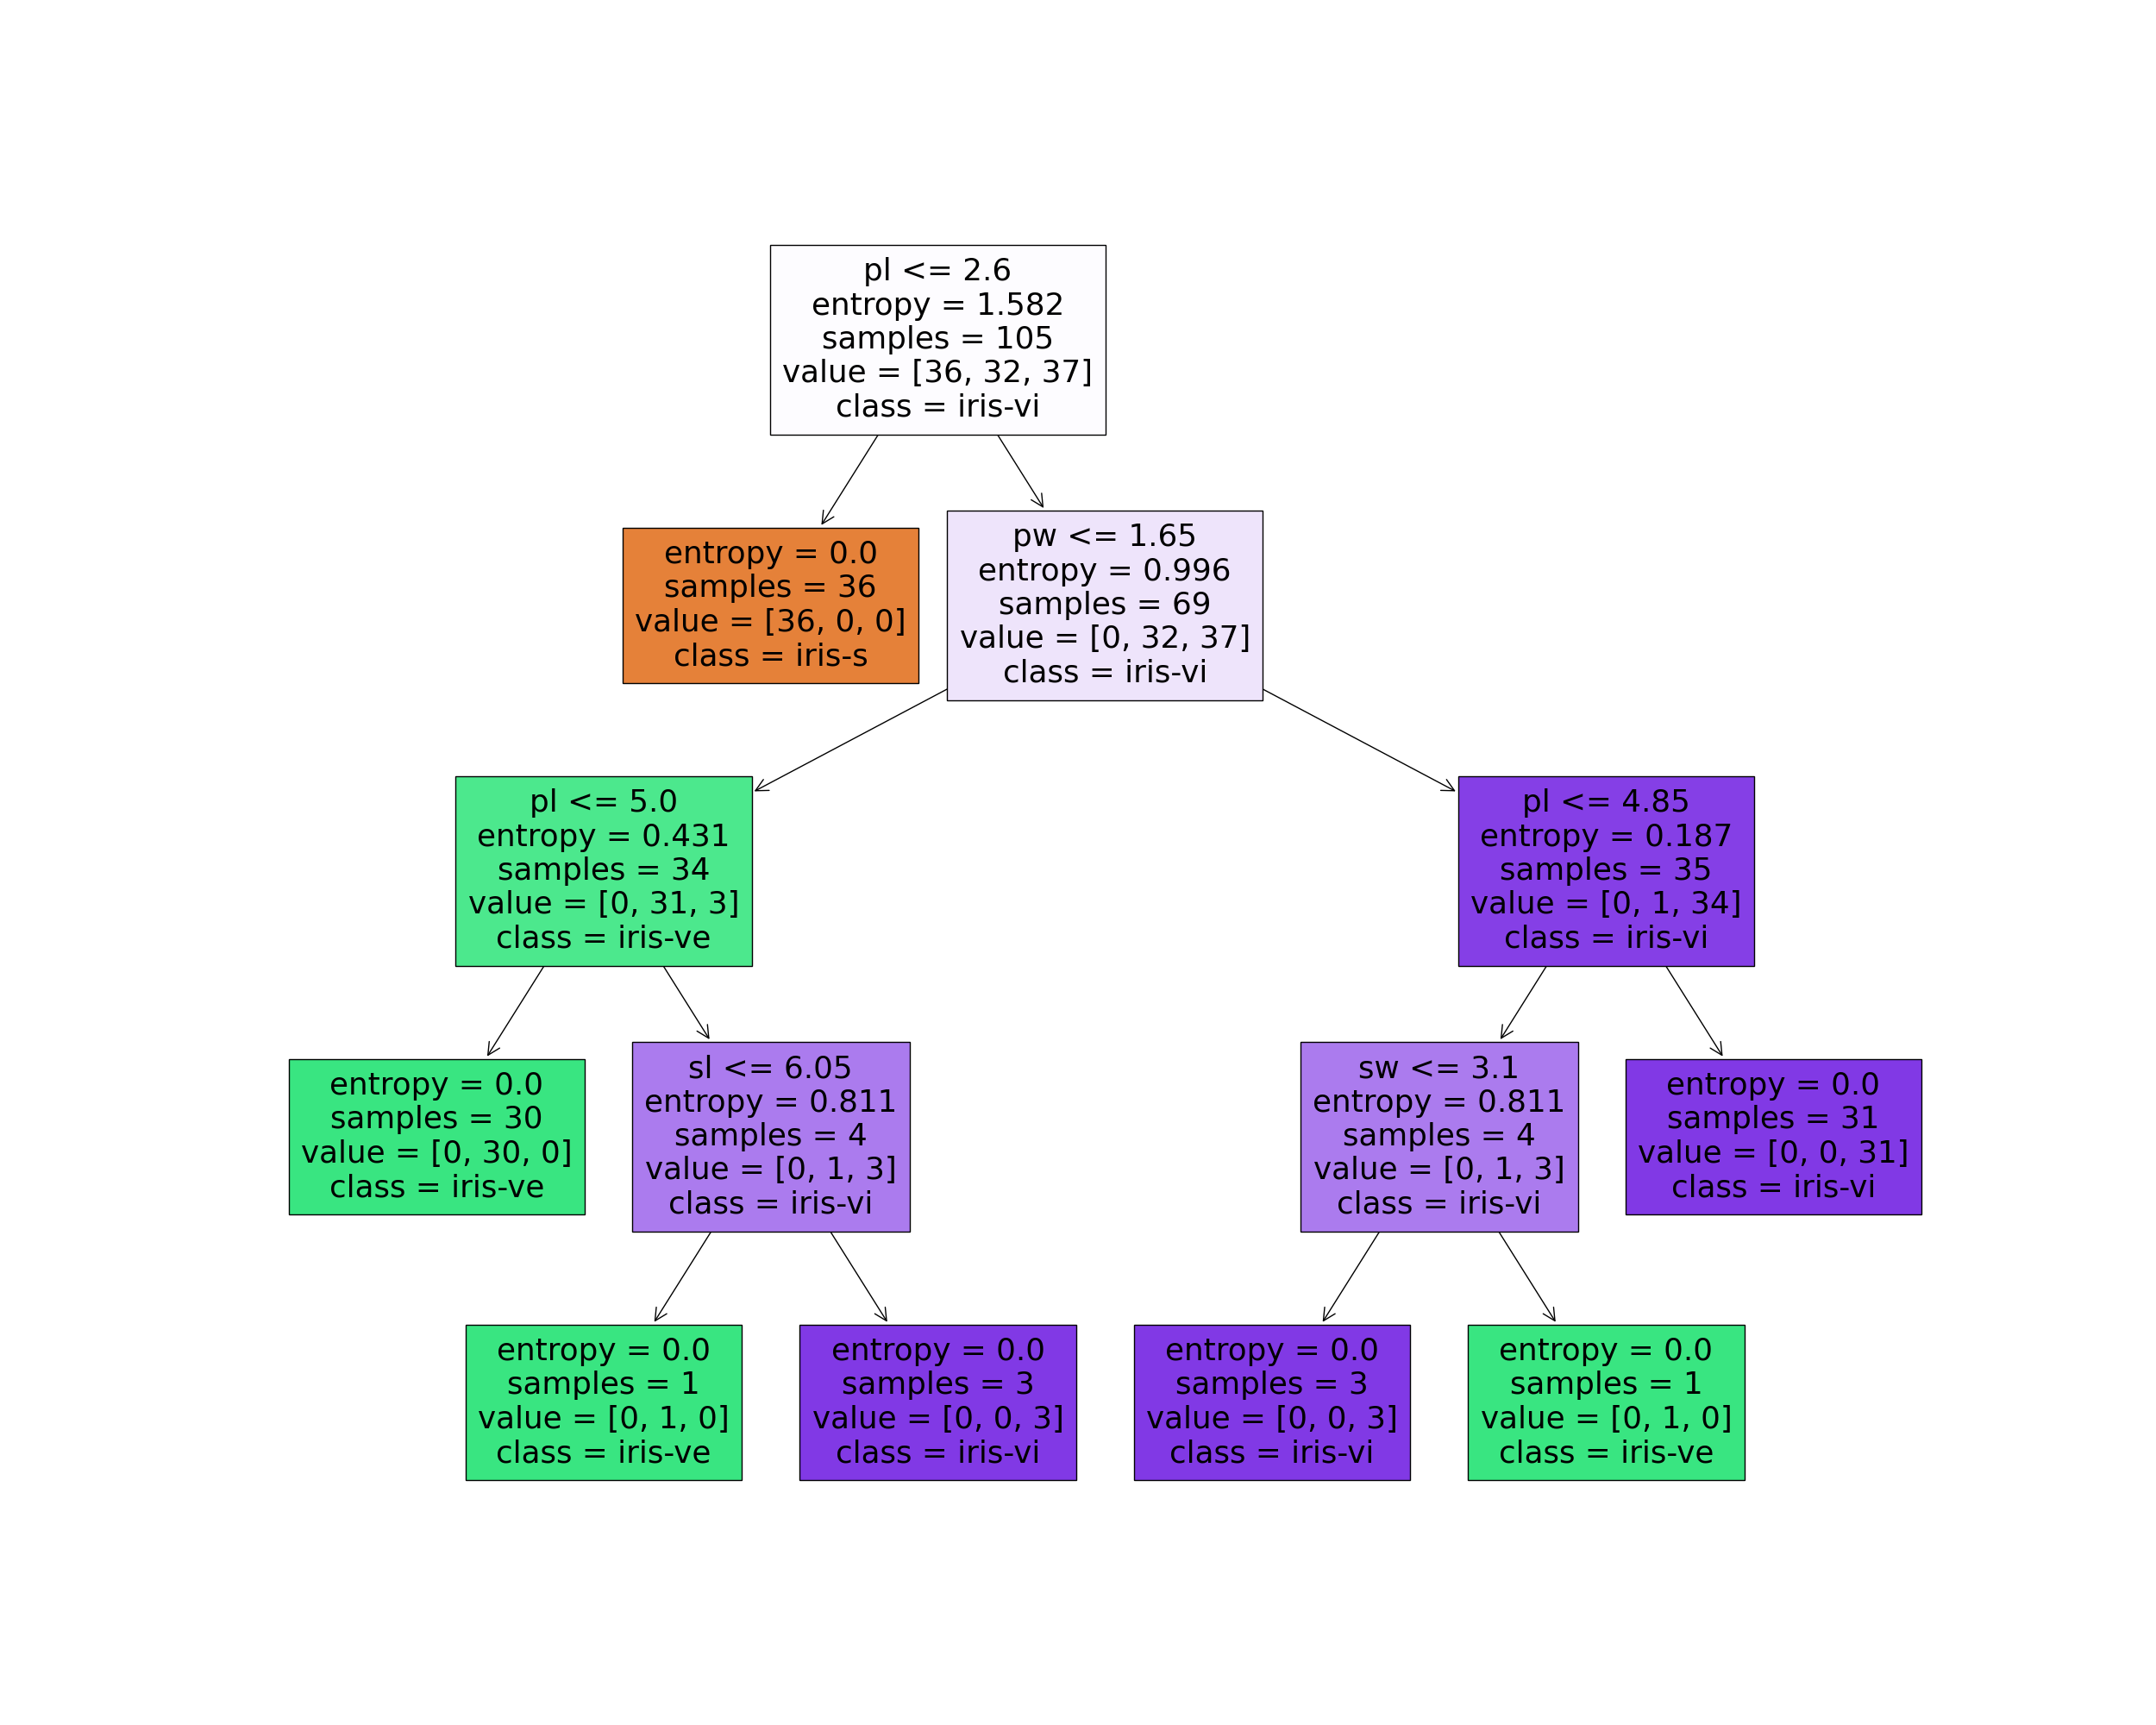 pl <= 2.6
entropy = 1.582
samples = 105
value = [36, 32, 37]
class = iris-vi
entropy = 0.0
samples = 36
value = [36, 0, 0]
class = iris-s
pw <= 1.65
entropy = 0.996
samples = 69
value = [0, 32, 37]
class = iris-vi
pl <= 5.0
entropy = 0.431
samples = 34
value = [0, 31, 3]
class = iris-ve
pl <= 4.85
entropy = 0.187
samples = 35
value = [0, 1, 34]
class = iris-vi
entropy = 0.0
samples = 30
value = [0, 30, 0]
class = iris-ve
sl <= 6.05
entropy = 0.811
samples = 4
value = [0, 1, 3]
class = iris-vi
sw <= 3.1
entropy = 0.811
samples = 4
value = [0, 1, 3]
class = iris-vi
entropy = 0.0
samples = 31
value = [0, 0, 31]
class = iris-vi
entropy = 0.0
samples = 1
value = [0, 1, 0]
class = iris-ve
entropy = 0.0
samples = 3
value = [0, 0, 3]
class = iris-vi
entropy = 0.0
samples = 3
value = [0, 0, 3]
class = iris-vi
entropy = 0.0
samples = 1
value = [0, 1, 0]
class = iris-ve